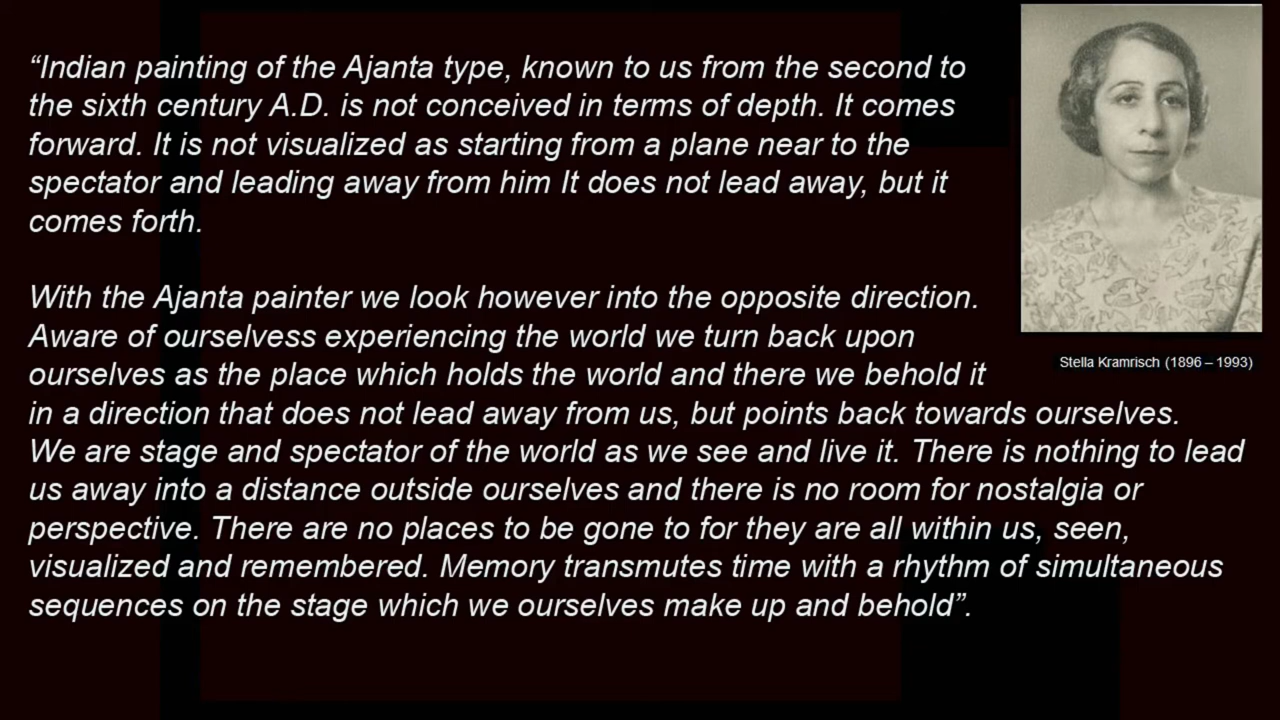 “Indian painting of the Ajanta type, known to us from the second to
the sixth century A.D. is not conceived in terms of depth. It comes
forward. It is not visualized as starting from a plane near to the
spectator and leading away from him It does not lead away, but it
comes forth.
With the Ajanta painter we look however into the opposite direction.
Aware of ourselvess experiencing the world we turn back upon
ourselves as the place which holds the world and there we behold it
in a direction that does not lead away from us, but points back towards ourselves.
We are stage and spectator of the world as we see and live it. There is nothing to lead
us away into a distance outside ourselves and there is no room for nostalgia or
perspective. There are no places to be gone to for they are all within us, seen,
visualized and remembered. Memory transmutes time with a rhythm of simultaneous
sequences on the stage which we ourselves make up and behold”.
Stella Kramrisch (1896 – 1993)